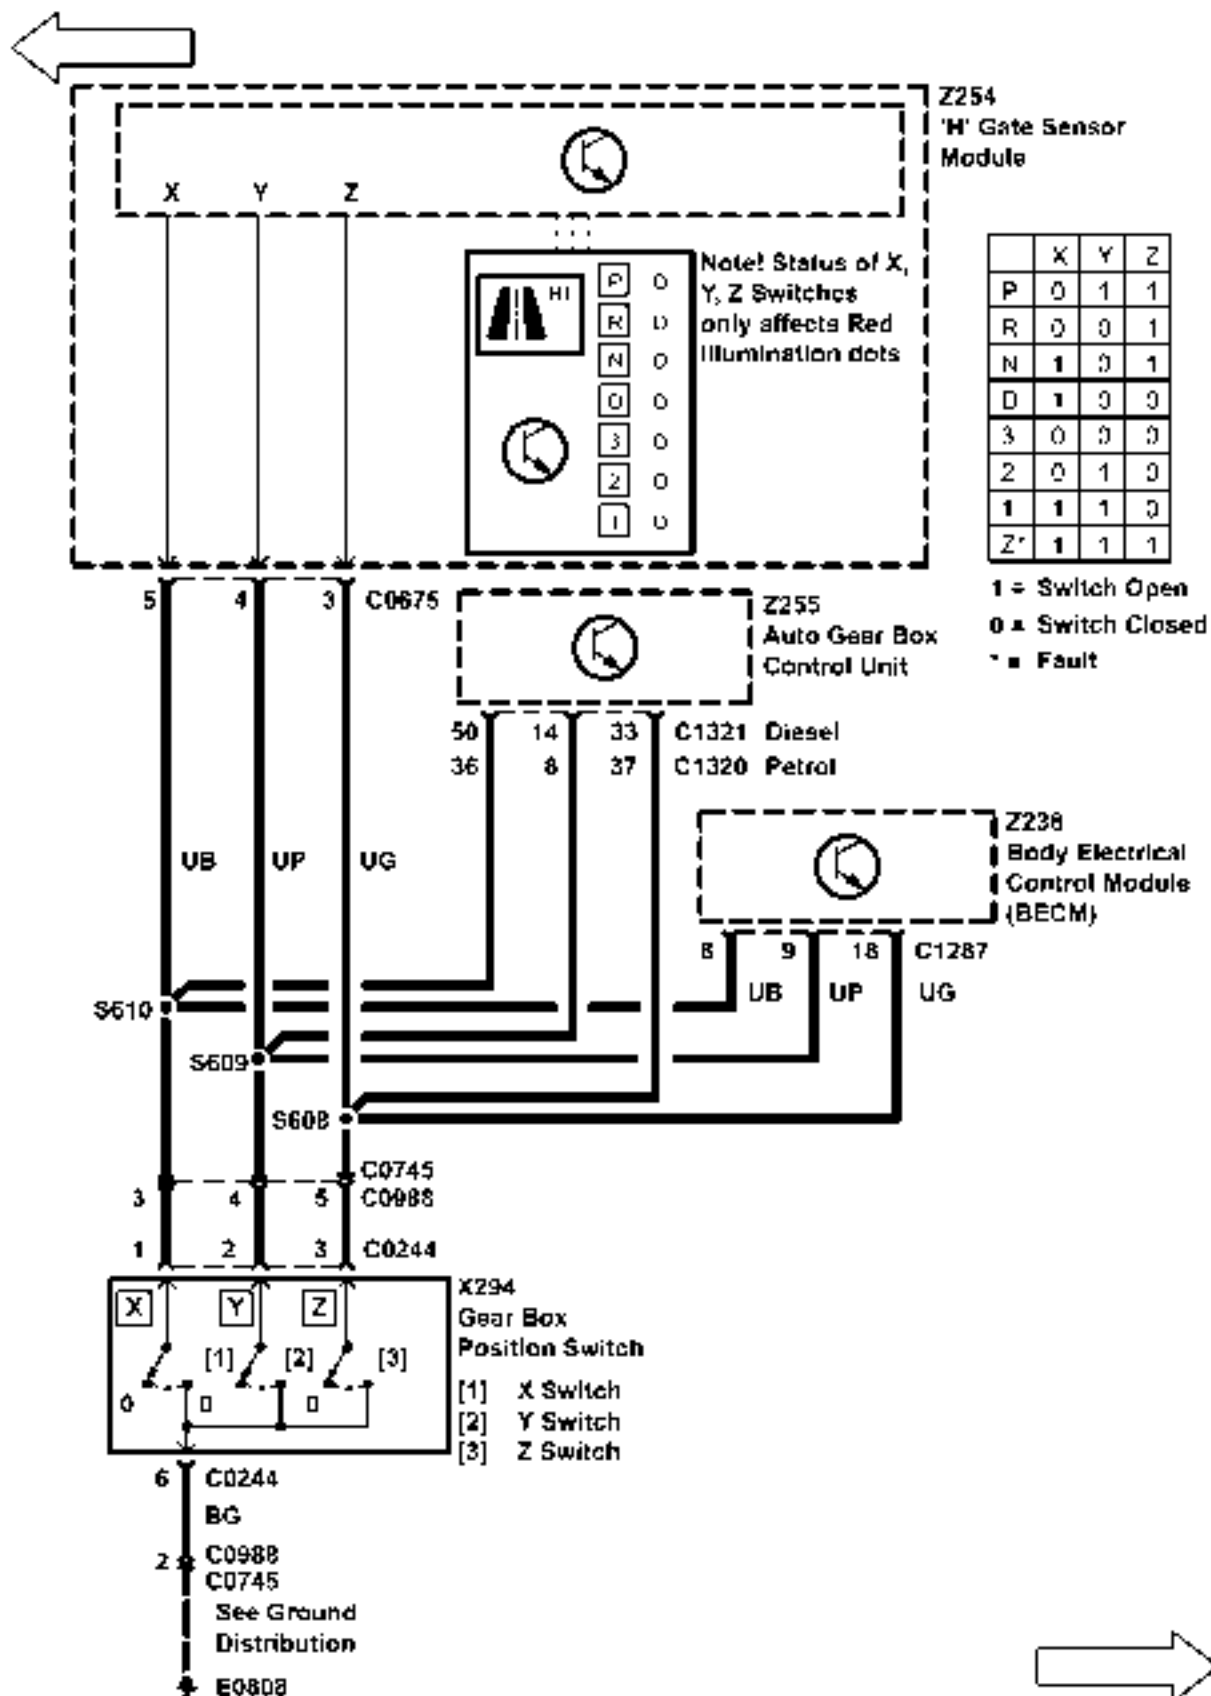 Z254
'H' Gate Sensor
Module
X Y Z
Note! Status of X,
Y, Z Switches
only affects Red
Illumination dots
HI
P O
R O
N O
D O
3 O
2 O
1 O
X Y Z
P 0 1 1
R 0 0 1
N 1 0 1
D 1 0 0
3 0 0 0
2 0 1 0
1 1 1 0
Z* 1 1 1
1 = Switch Open
0 = Switch Closed
* = Fault
5 4 3 C0675
Z255
Auto Gear Box
Control Unit
50 14 33 C1321 Diesel
36 8 37 C1320 Petrol
Z238
Body Electrical
Control Module
(BECM)
UB UP UG
8 9 18 C1287
UB UP UG
S610
S609
S608
C0745
3 4 5 C0988
1 2 3 C0244
X294
Gear Box
Position Switch
X Y Z
[1] [2] [3]
0 0 0
[1] X Switch
[2] Y Switch
[3] Z Switch
6 C0244
BG
2 C0988
C0745
See Ground
Distribution
E0808